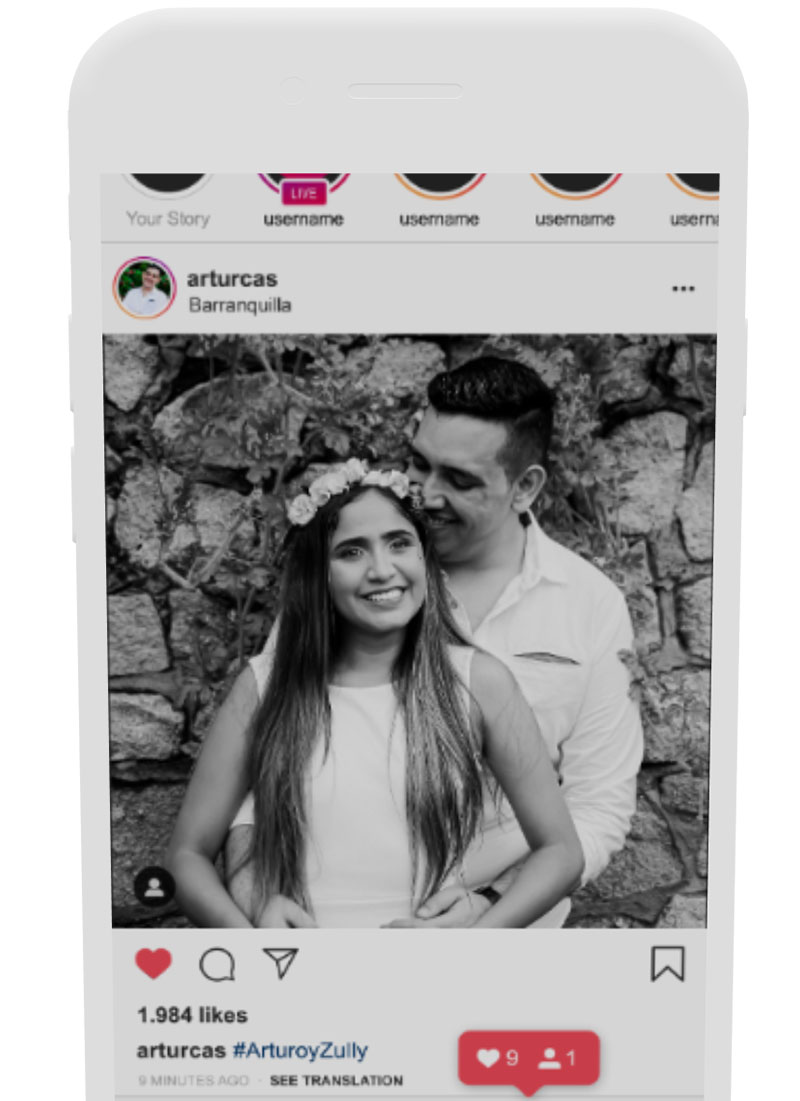 Your Story
LIVE
username
username
username
userna
arturcas
Barranquilla
1.984 likes
arturcas #ArturoyZully
9 MINUTES AGO · SEE TRANSLATION
9 1